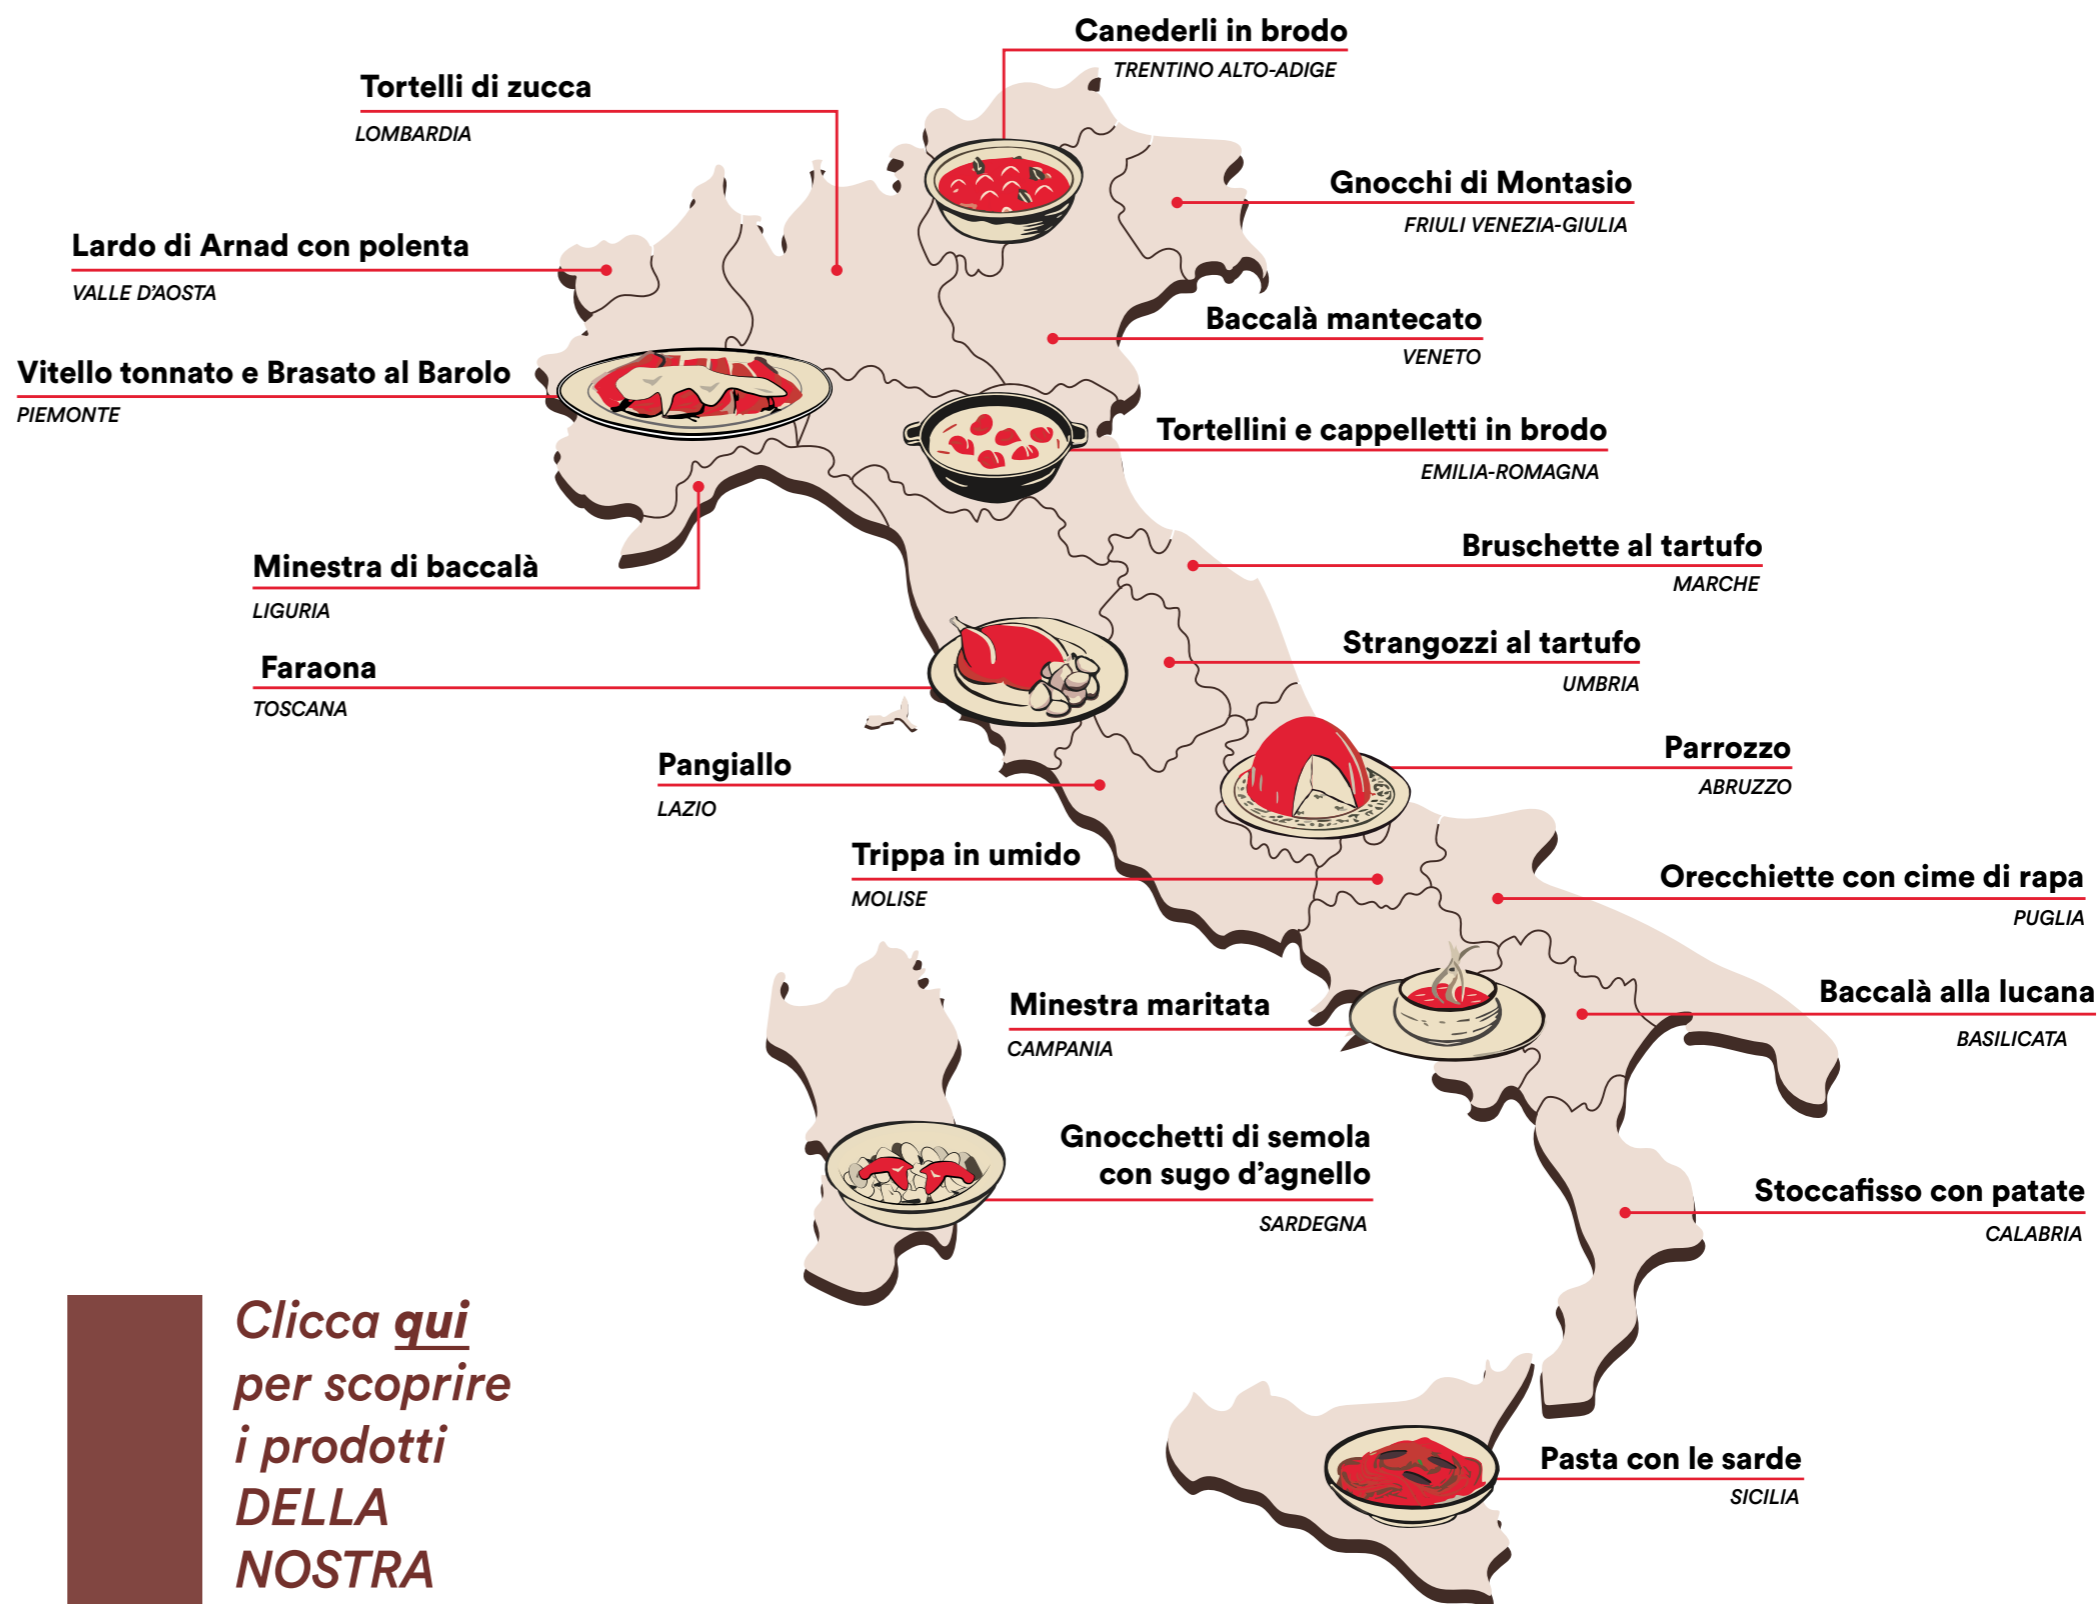 Canederli in brodo
TRENTINO ALTO-ADIGE
Tortelli di zucca
LOMBARDIA
Gnocchi di Montasio
FRIULI VENEZIA-GIULIA
Lardo di Arnad con polenta
VALLE D'AOSTA
Baccalà mantecato
VENETO
Vitello tonnato e Brasato al Barolo
PIEMONTE
Tortellini e cappelletti in brodo
EMILIA-ROMAGNA
Bruschette al tartufo
MARCHE
Minestra di baccalà
LIGURIA
Strangozzi al tartufo
UMBRIA
Faraona
TOSCANA
Parrozzo
ABRUZZO
Pangiallo
LAZIO
Trippa in umido
MOLISE
Orecchiette con cime di rapa
PUGLIA
Baccalà alla lucana
BASILICATA
Minestra maritata
CAMPANIA
Gnocchetti di semola
con sugo d'agnello
SARDEGNA
Stoccafisso con patate
CALABRIA
Clicca qui
per scoprire
i prodotti
DELLA
NOSTRA
Pasta con le sarde
SICILIA